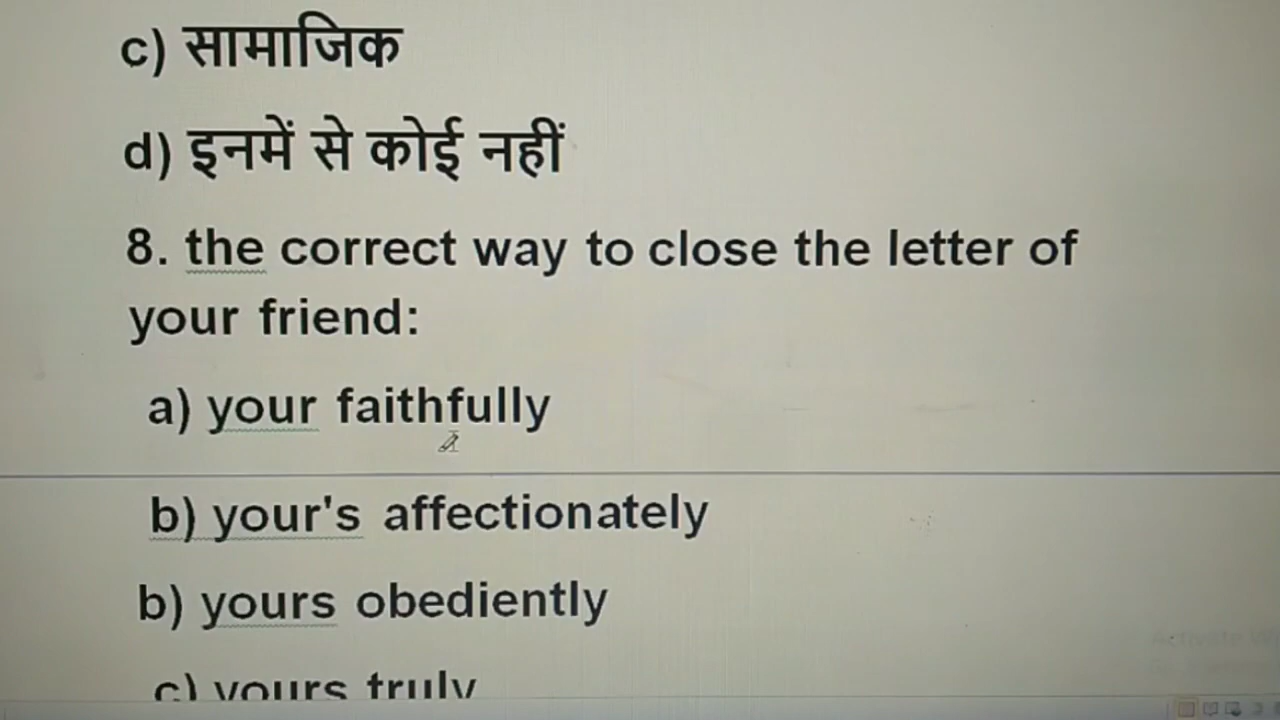 c) सामाजिक
d) इनमें से कोई नहीं
8. the correct way to close the letter of
your friend:
a) your faithfully
b) your's affectionately
b) yours obediently
c) yours truly